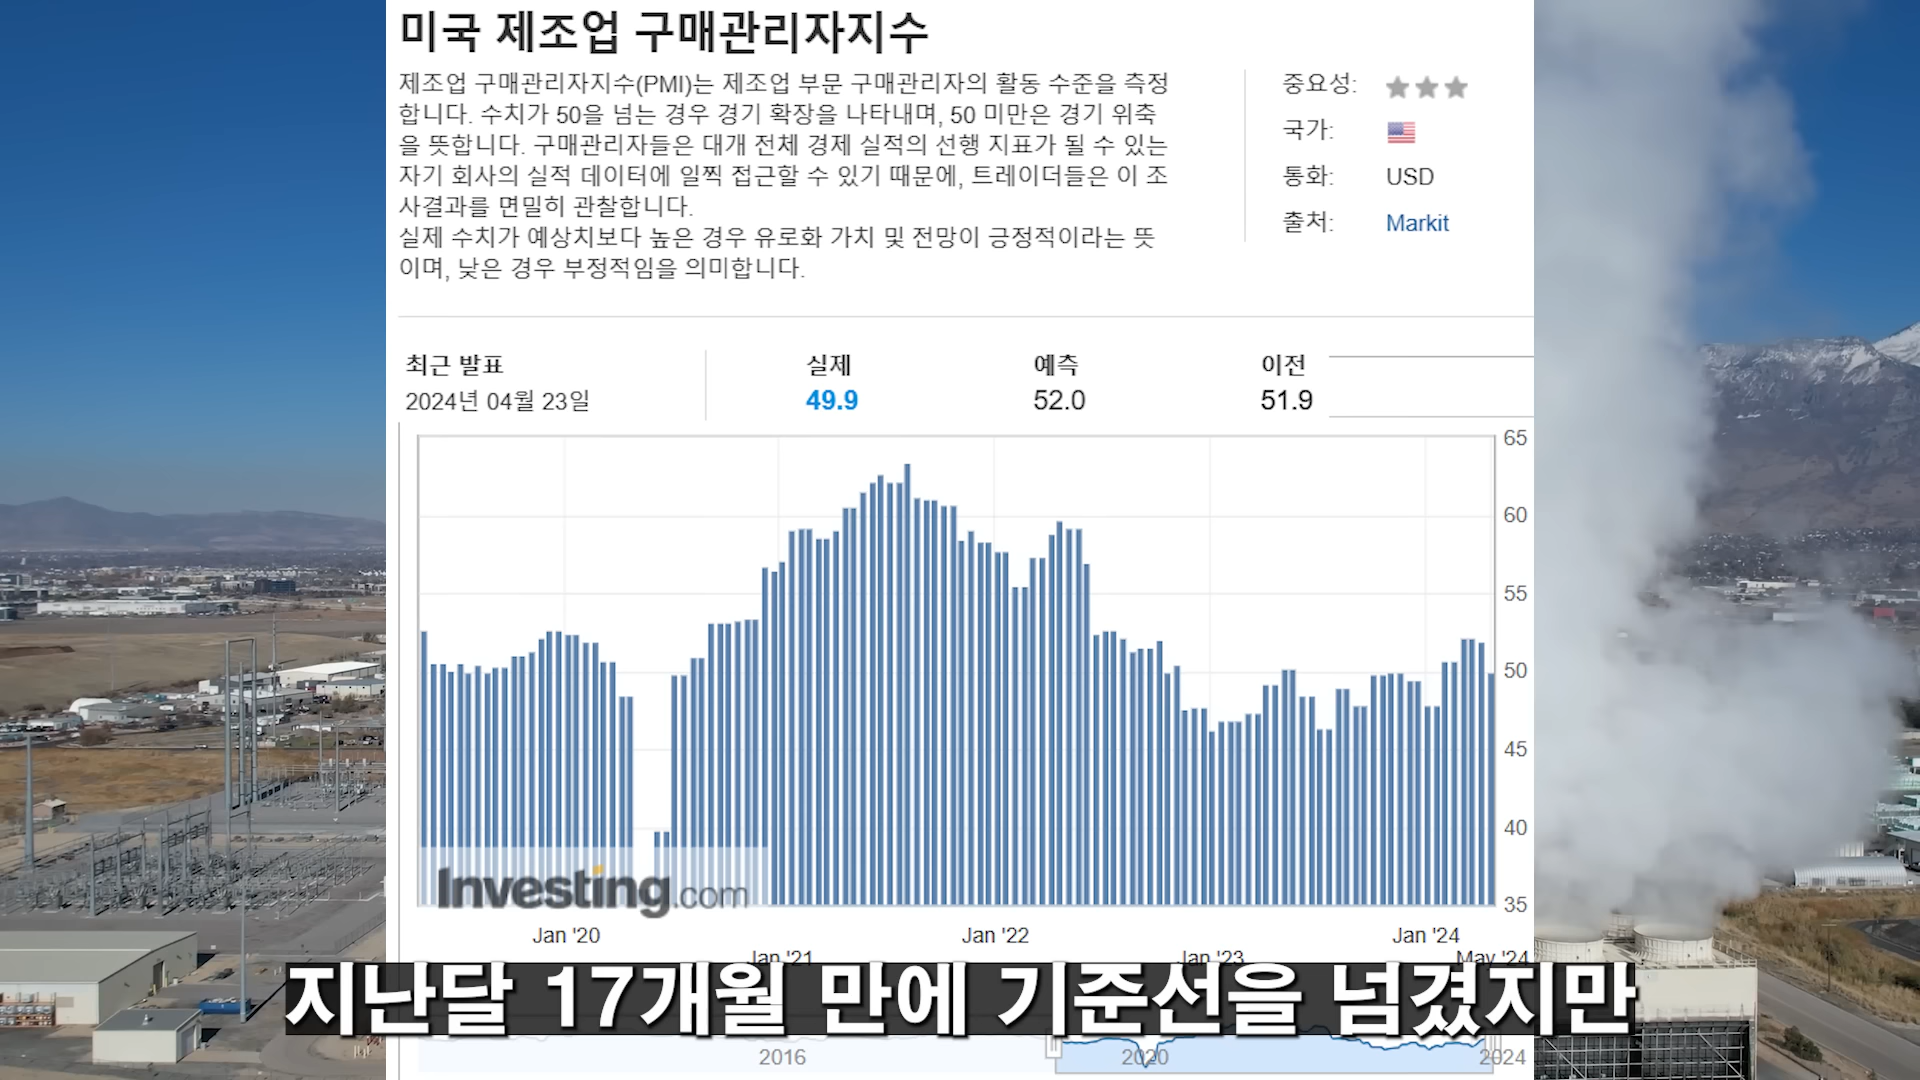 미국 제조업 구매관리자지수
제조업 구매관리자지수(PMI)는 제조업 부문 구매관리자의 활동 수준을 측정
합니다. 수치가 50을 넘는 경우 경기 확장을 나타내며, 50 미만은 경기 위축
을 뜻합니다. 구매관리자들은 대개 전체 경제 실적의 선행 지표가 될 수 있는
자기 회사의 실적 데이터에 일찍 접근할 수 있기 때문에, 트레이더들은 이 조
사결과를 면밀히 관찰합니다.
실제 수치가 예상치보다 높은 경우 유로화 가치 및 전망이 긍정적이라는 뜻
이며, 낮은 경우 부정적임을 의미합니다.
중요성:
국가:
통화: USD
출처: Markit
최근 발표 실제 예측 이전
2024년 04월 23일 49.9 52.0 51.9
65
60
55
50
45
40
35
Investing.com
Jan '20 Jan '22 Jan '24
Jan '21 Jan '23 May '24
지난달 17개월 만에 기준선을 넘겼지만
2016 2020 2024